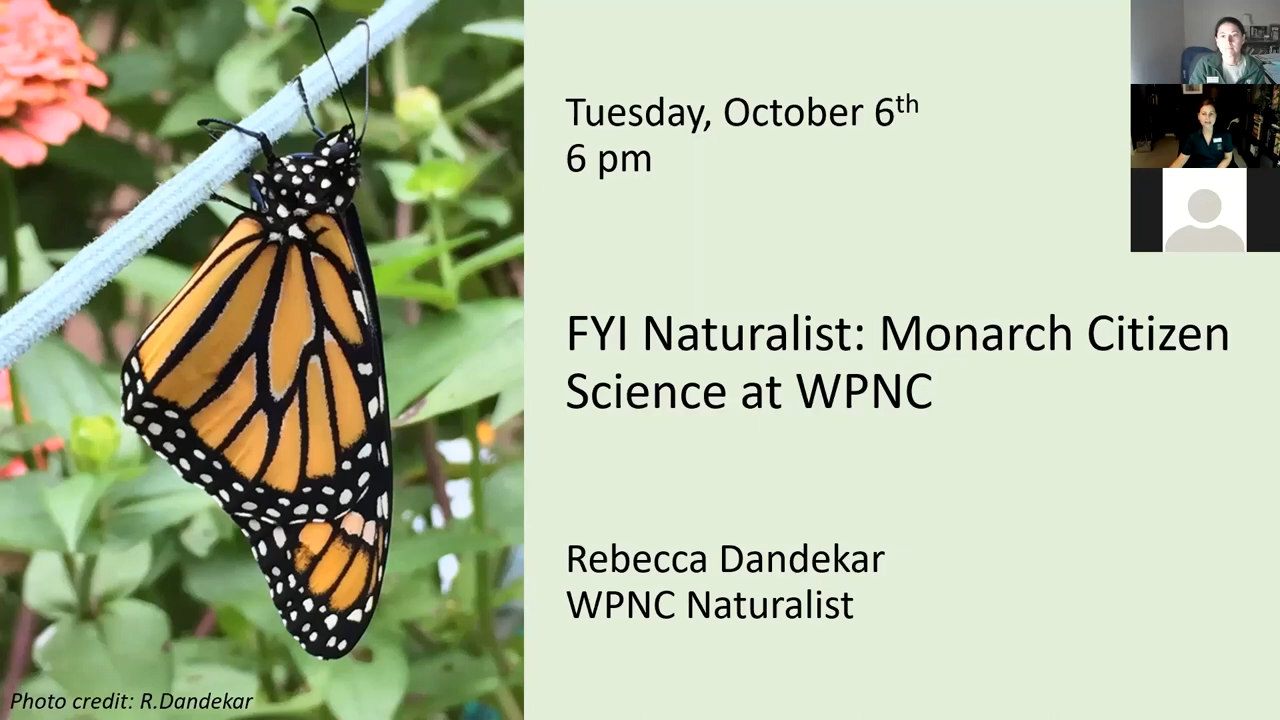 Tuesday, October 6th
6 pm
FYI Naturalist: Monarch Citizen
Science at WPNC
Rebecca Dandekar
WPNC Naturalist
Photo credit: R.Dandekar